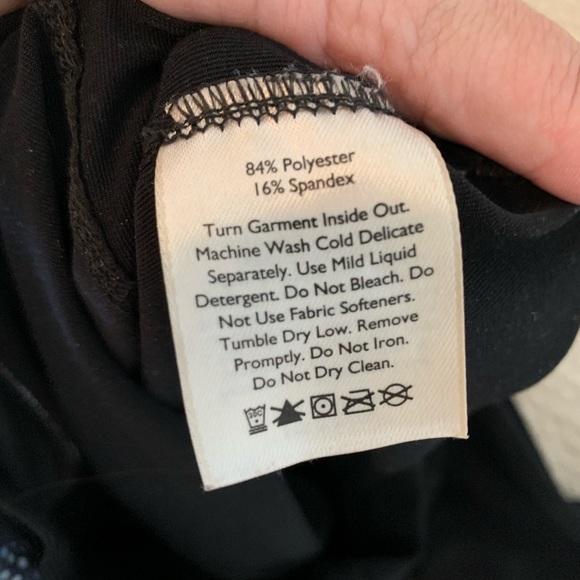 84% Polyester
16% Spandex
Turn Garment Inside Out.
Machine Wash Cold Delicate
Separately. Use Mild Liquid
Detergent. Do Not Bleach. Do
Not Use Fabric Softeners.
Tumble Dry Low. Remove
Promptly. Do Not Iron.
Do Not Dry Clean.